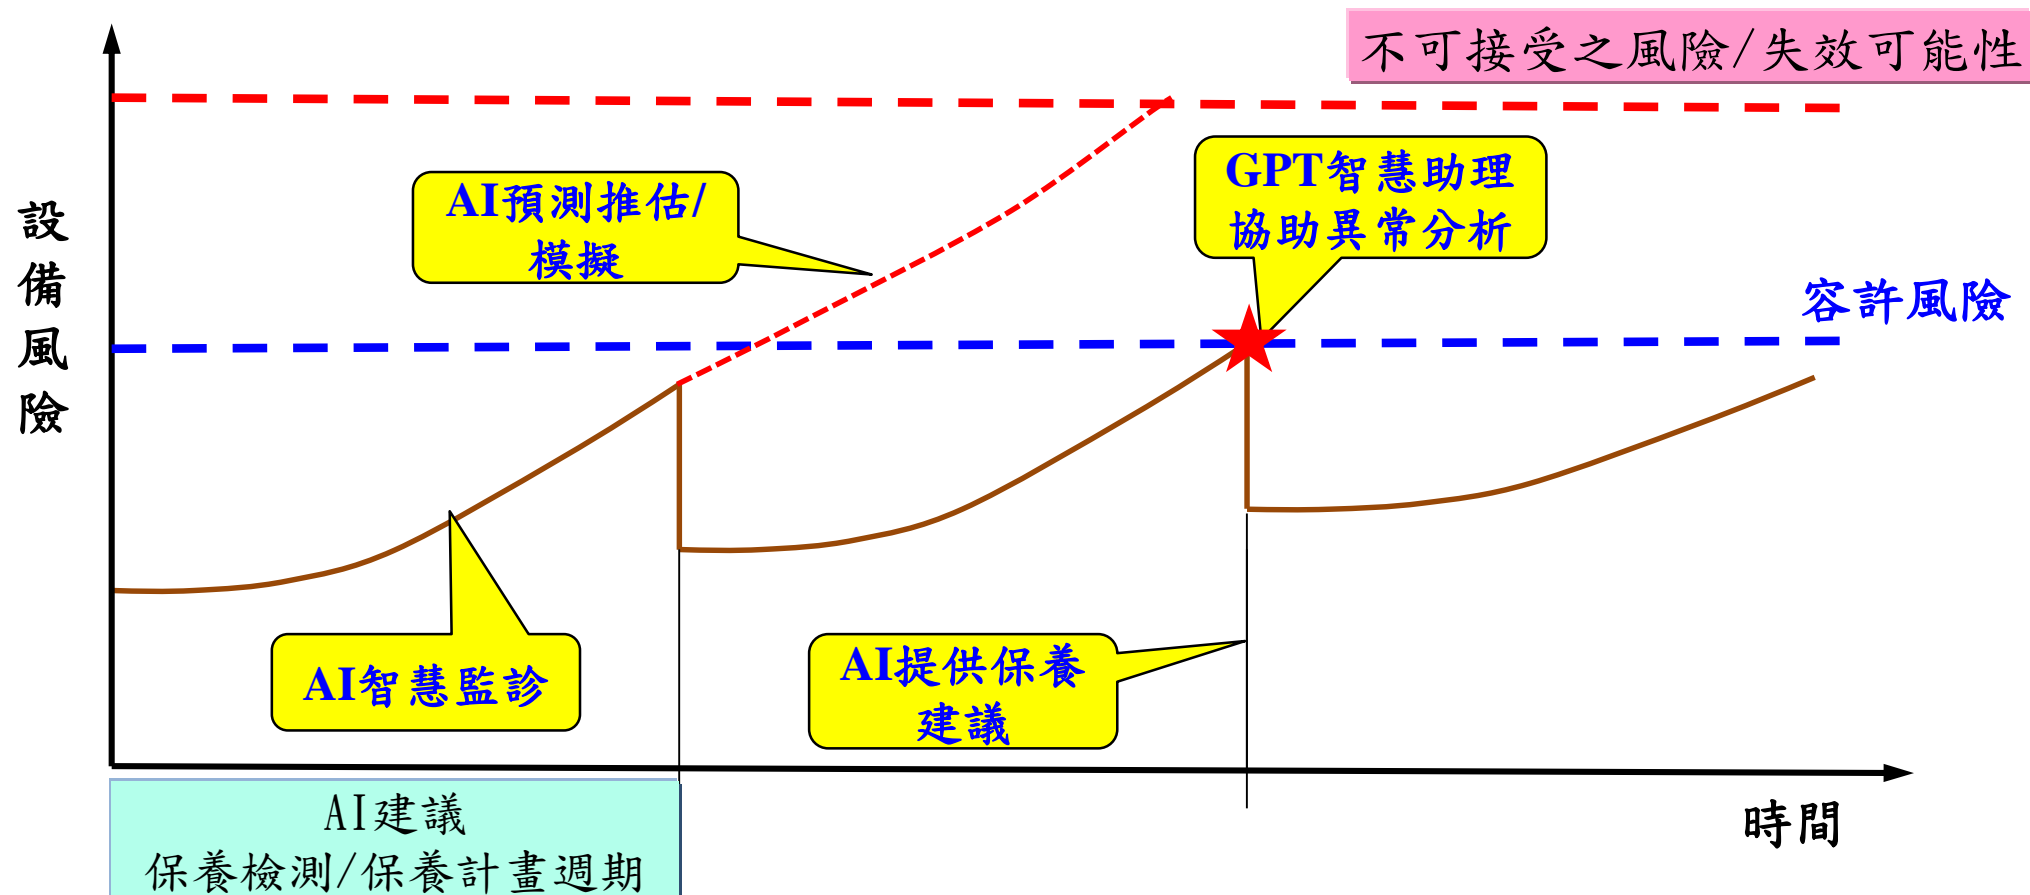 不可接受之風險/失效可能性
GPT智慧助理
協助異常分析
AI預測推估/
模擬
設備風險
容許風險
AI智慧監診
AI提供保養
建議
時間
AI建議
保養檢測/保養計畫週期